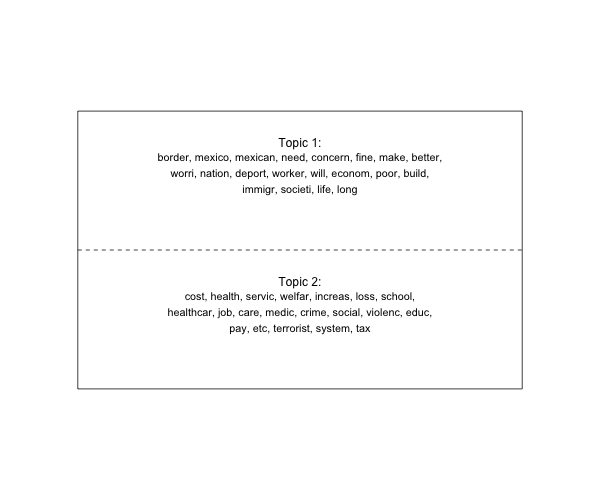 Topic 1:
border, mexico, mexican, need, concern, fine, make, better,
worri, nation, deport, worker, will, econom, poor, build,
immigr, societi, life, long
Topic 2:
cost, health, servic, welfar, increas, loss, school,
healthcar, job, care, medic, crime, social, violenc, educ,
pay, etc, terrorist, system, tax